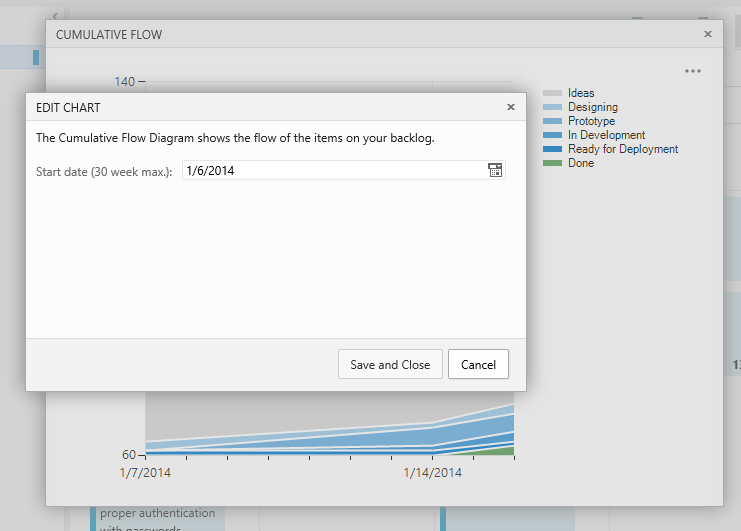 CUMULATIVE FLOW
140
Ideas
Designing
Prototype
In Development
Ready for Deployment
Done
EDIT CHART
The Cumulative Flow Diagram shows the flow of the items on your backlog.
Start date (30 week max.): 1/6/2014
Save and Close Cancel
60
1/7/2014 1/14/2014
proper authentication
with passwords